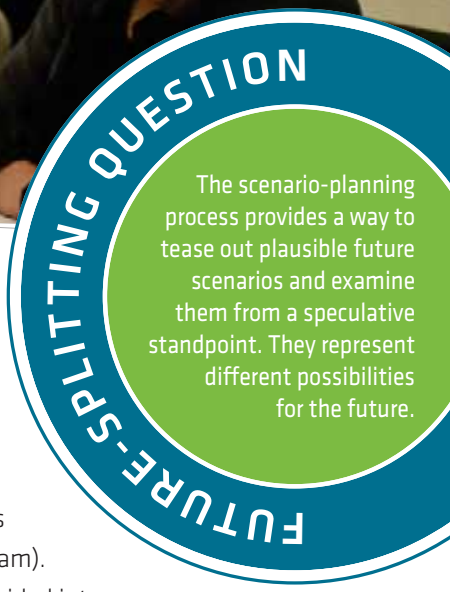 FUTURE-SPLITTING QUESTION
The scenario-planning
process provides a way to
tease out plausible future
scenarios and examine
them from a speculative
standpoint. They represent
different possibilities
for the future.
am).